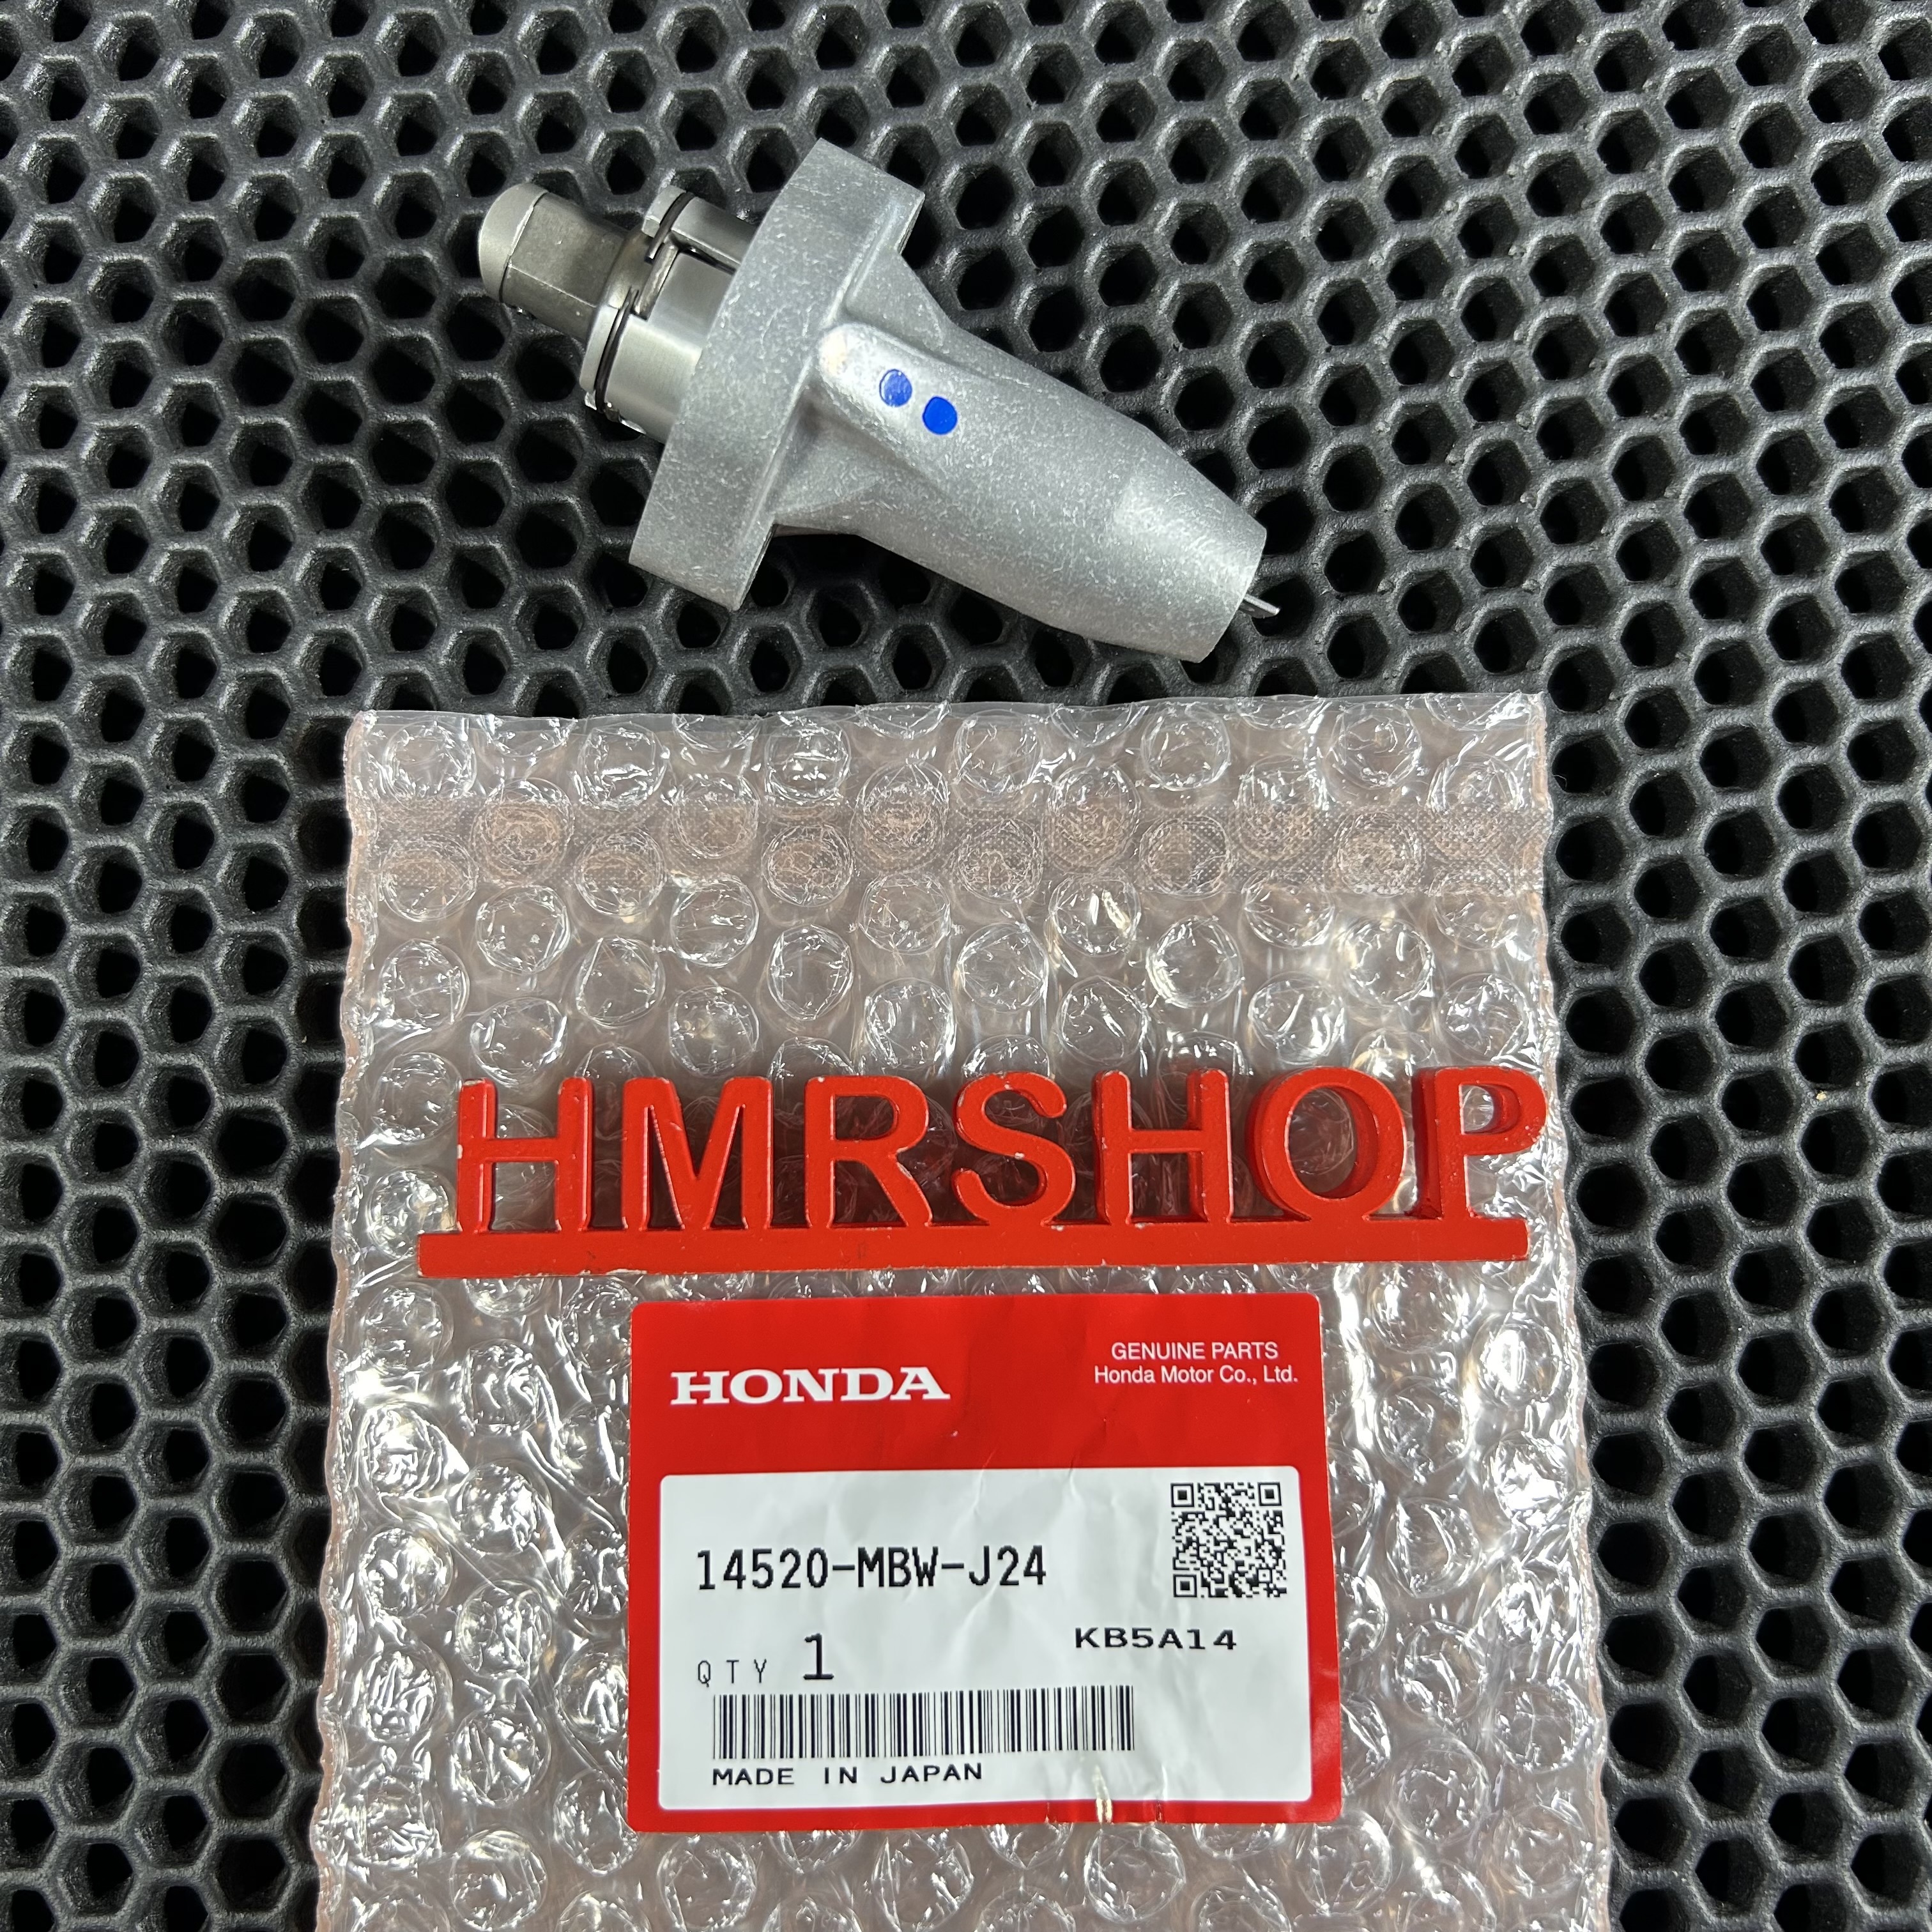 HMRSHOP
HONDA
GENUINE PARTS
Honda Motor Co., Ltd.
14520-MBW-J24
KB5A14
QTY 1
MADE IN JAPAN